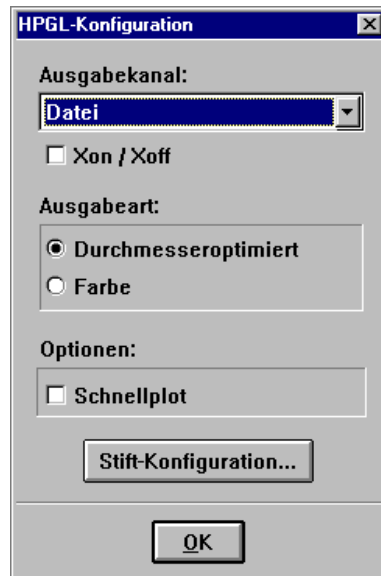 HPGL-Konfiguration
Ausgabekanal:
Datei
Xon / Xoff
Ausgabeart:
Durchmesseroptimiert
Farbe
Optionen:
Schnellplot
Stift-Konfiguration...
OK